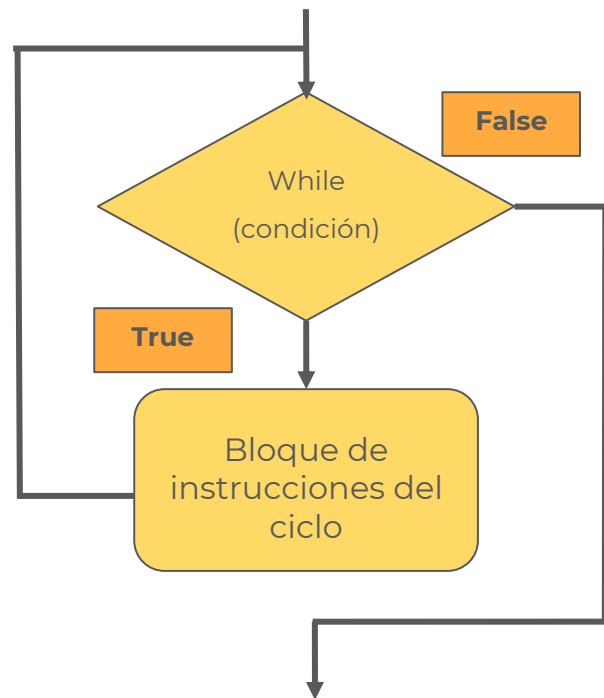 False
While
(condición)
True
Bloque de
instrucciones del
ciclo